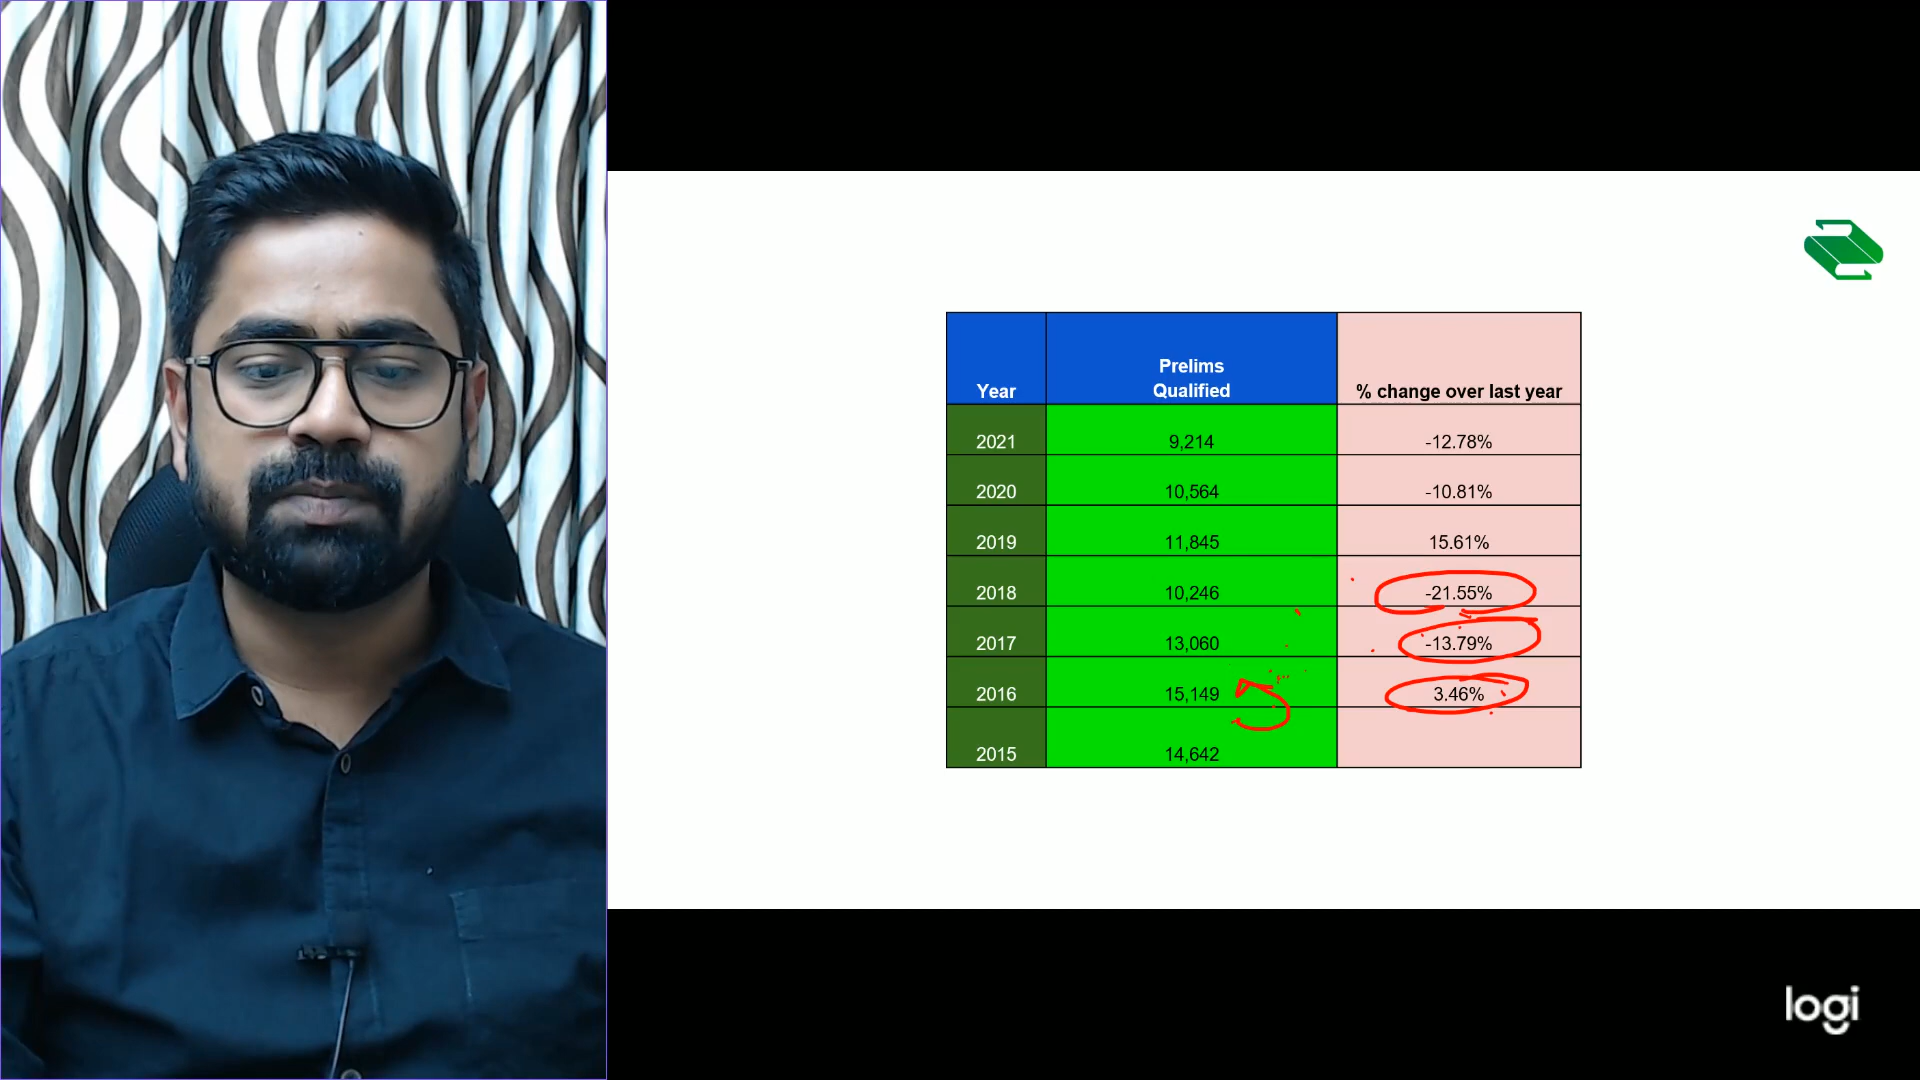 Year Prelims Qualified % change over last year
2021 9,214 -12.78%
2020 10,564 -10.81%
2019 11,845 15.61%
2018 10,246 -21.55%
2017 13,060 -13.79%
2016 15,149 3.46%
2015 14,642
logi